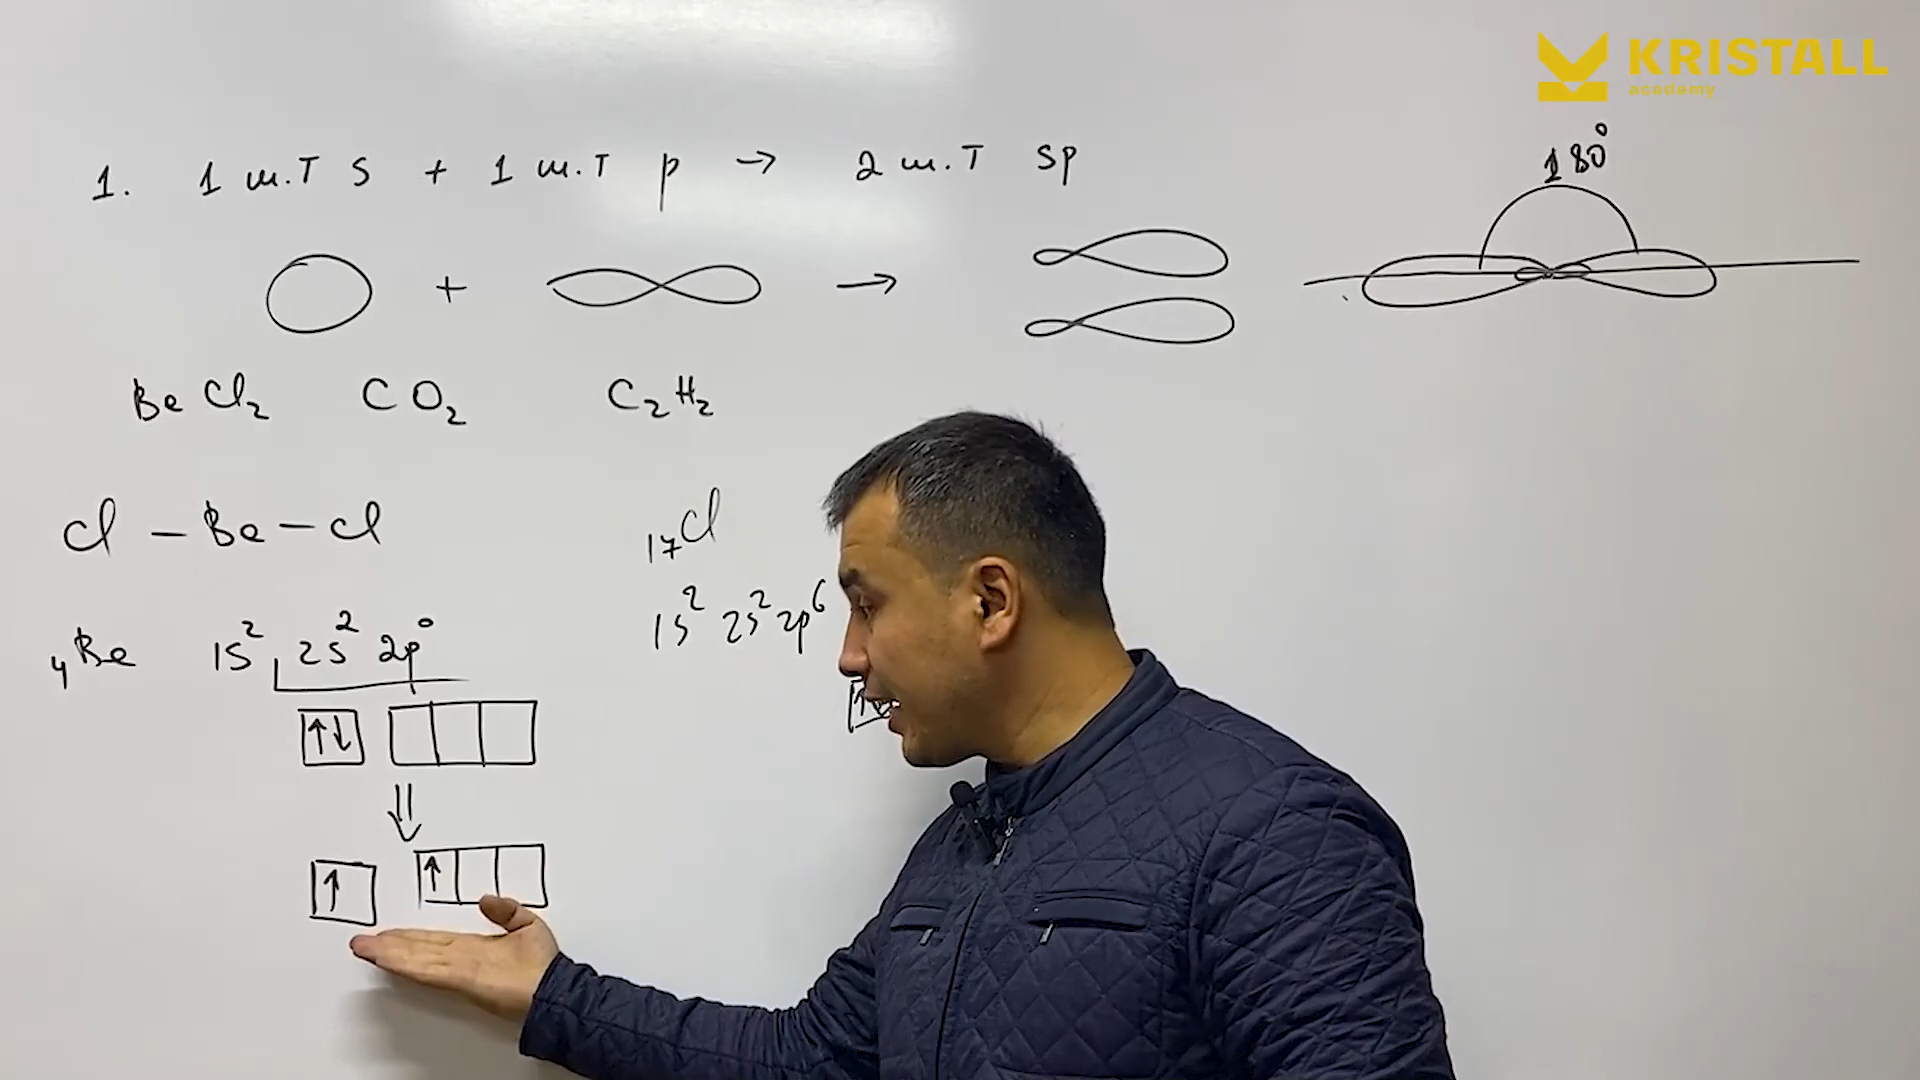 KRISTALL
academy
180°
1. 1 ш.т s + 1 ш.т p → 2 ш.т sp
+ →
BeCl₂ CO₂ C₂H₂
Cl – Be – Cl
₁₇Cl
1s² 2s² 2p⁶
₄Be 1s² 2s² 2p⁰
↑↓
⇓
↑ ↑